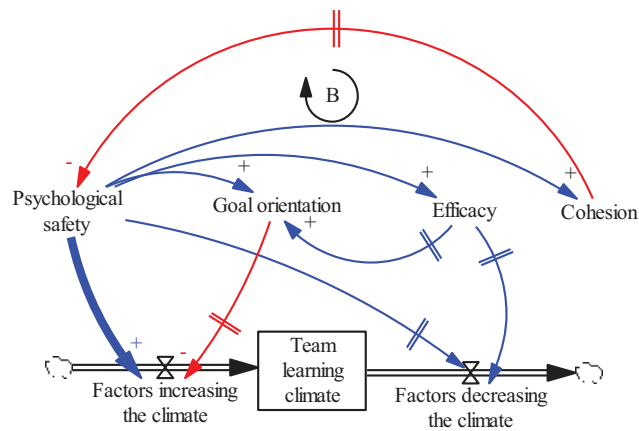 B
-
+
+
+
Psychological
safety
Goal orientation
+
Efficacy
Cohesion
+
-
Team
learning
climate
Factors increasing
the climate
Factors decreasing
the climate